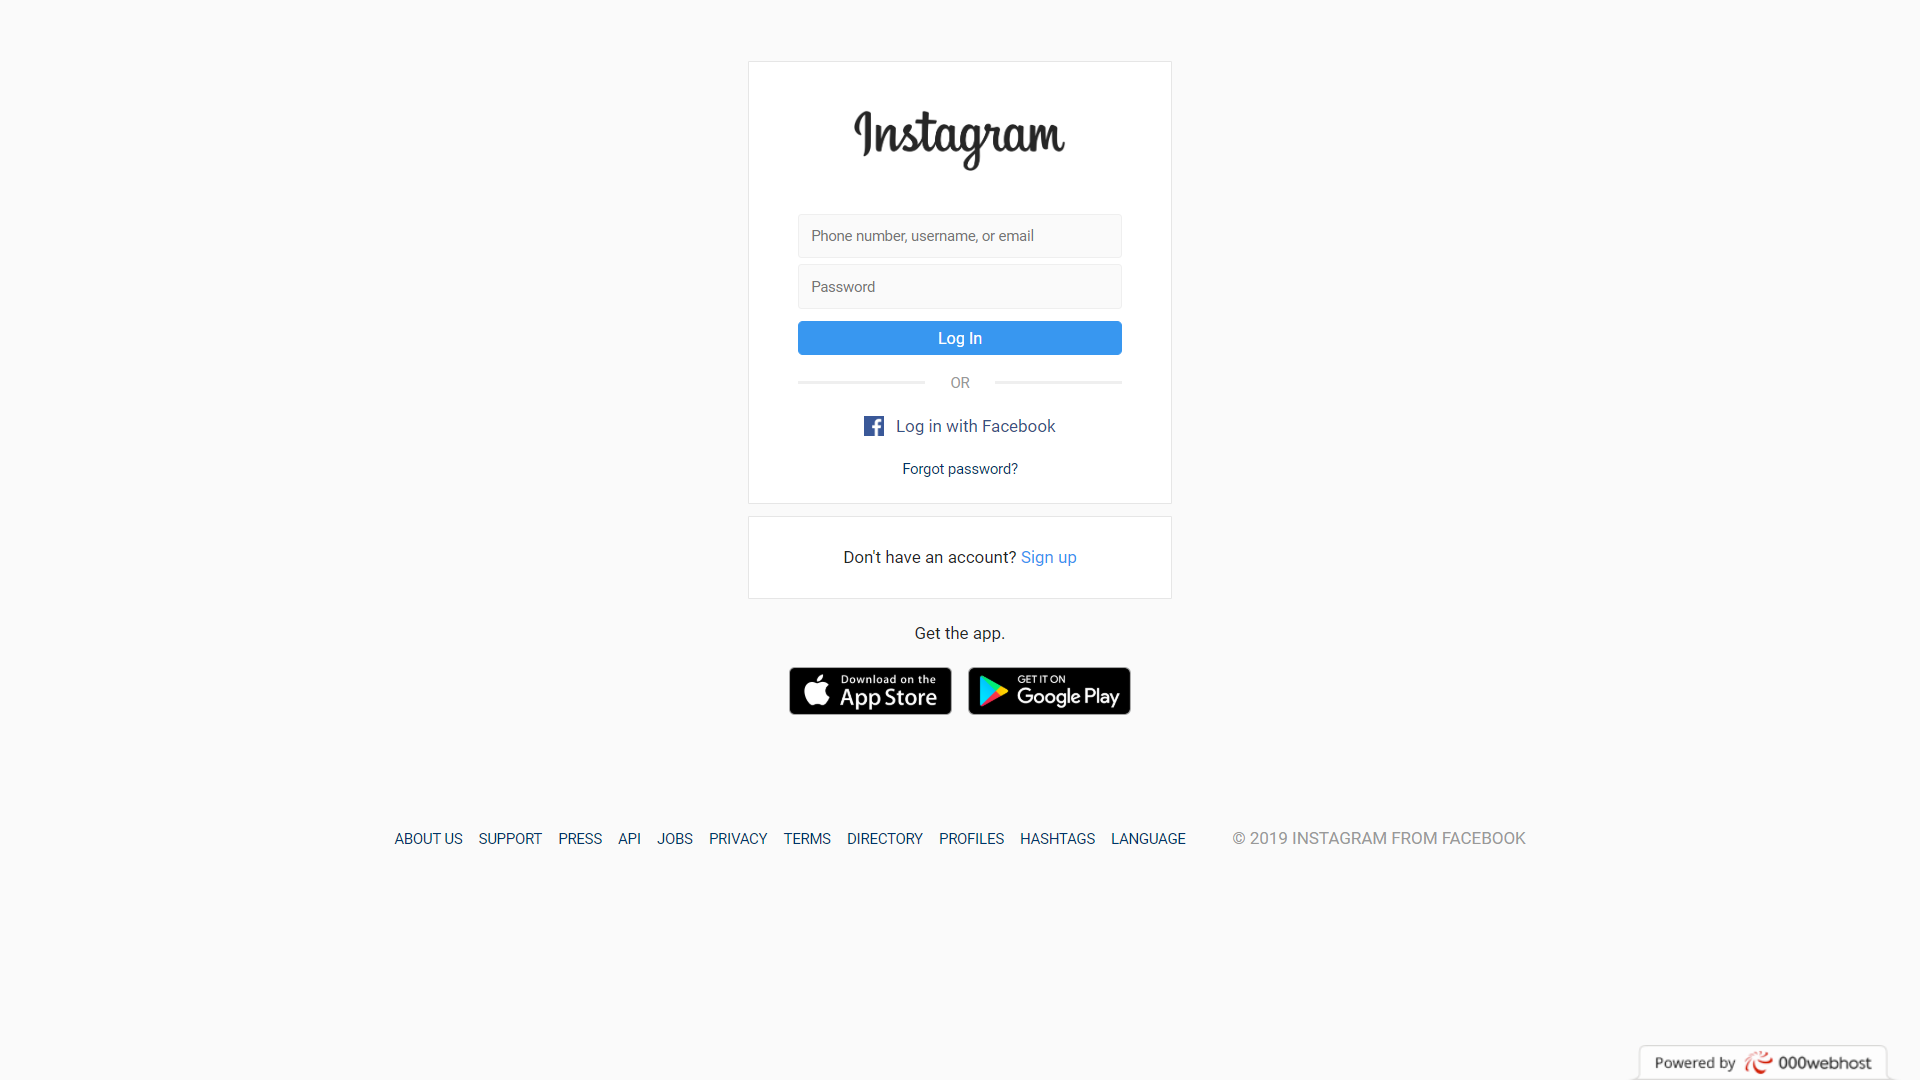 Instagram
Phone number, username, or email
Password
Log In
OR
Log in with Facebook
Forgot password?
Don't have an account? Sign up
Get the app.
Download on the
App Store
GET IT ON
Google Play
ABOUT US SUPPORT PRESS API JOBS PRIVACY TERMS DIRECTORY PROFILES HASHTAGS LANGUAGE © 2019 INSTAGRAM FROM FACEBOOK
Powered by 000webhost